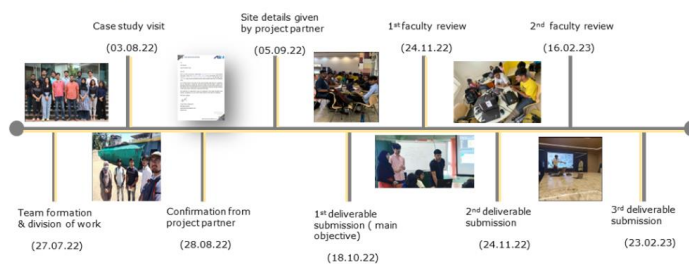 Case study visit
(03.08.22)
Site details given
by project partner
(05.09.22)
1st faculty review
(24.11.22)
2nd faculty review
(16.02.23)
Team formation
& division of work
(27.07.22)
Confirmation from
project partner
(28.08.22)
1st deliverable
submission ( main
objective)
(18.10.22)
2nd deliverable
submission
(24.11.22)
3rd deliverable
submission
(23.02.23)